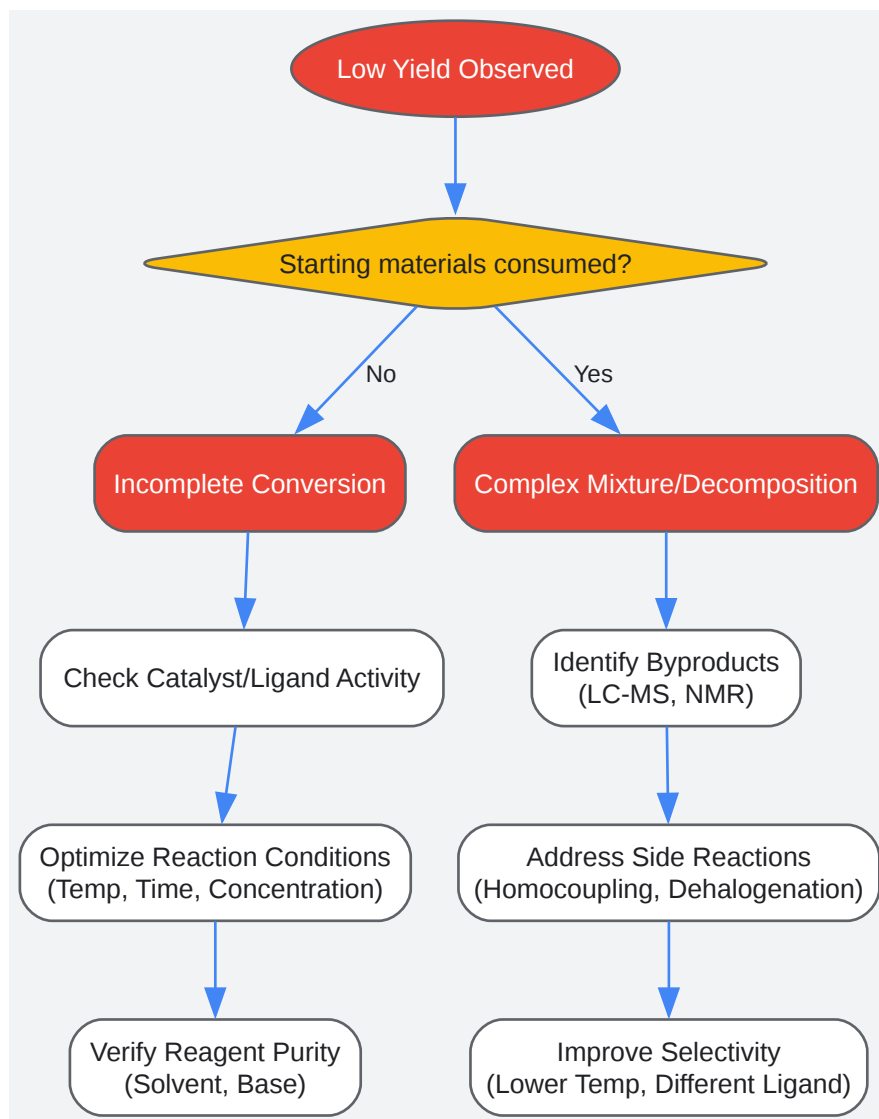 Low Yield Observed
Starting materials consumed?
No
Yes
Incomplete Conversion
Complex Mixture/Decomposition
Check Catalyst/Ligand Activity
Identify Byproducts
(LC-MS, NMR)
Optimize Reaction Conditions
(Temp, Time, Concentration)
Address Side Reactions
(Homocoupling, Dehalogenation)
Verify Reagent Purity
(Solvent, Base)
Improve Selectivity
(Lower Temp, Different Ligand)